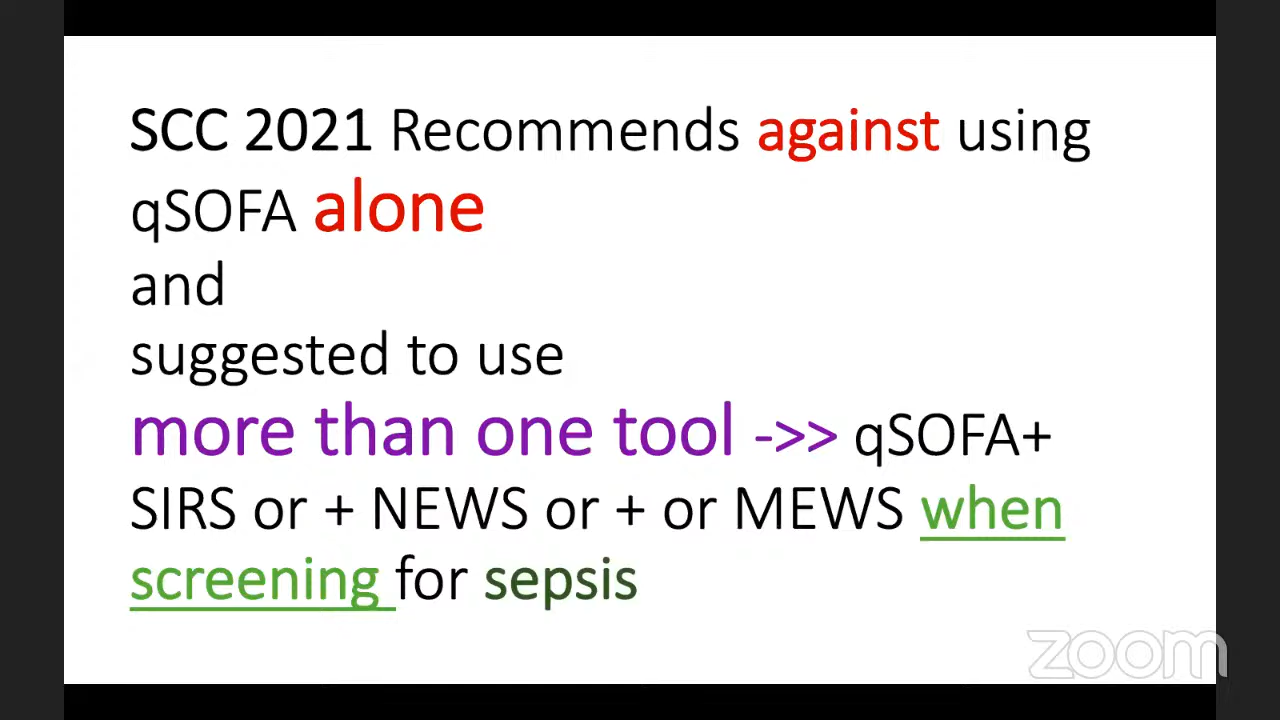 SCC 2021 Recommends against using
qSOFA alone
and
suggested to use
more than one tool ->> qSOFA+
SIRS or + NEWS or + or MEWS when
screening for sepsis
zoom